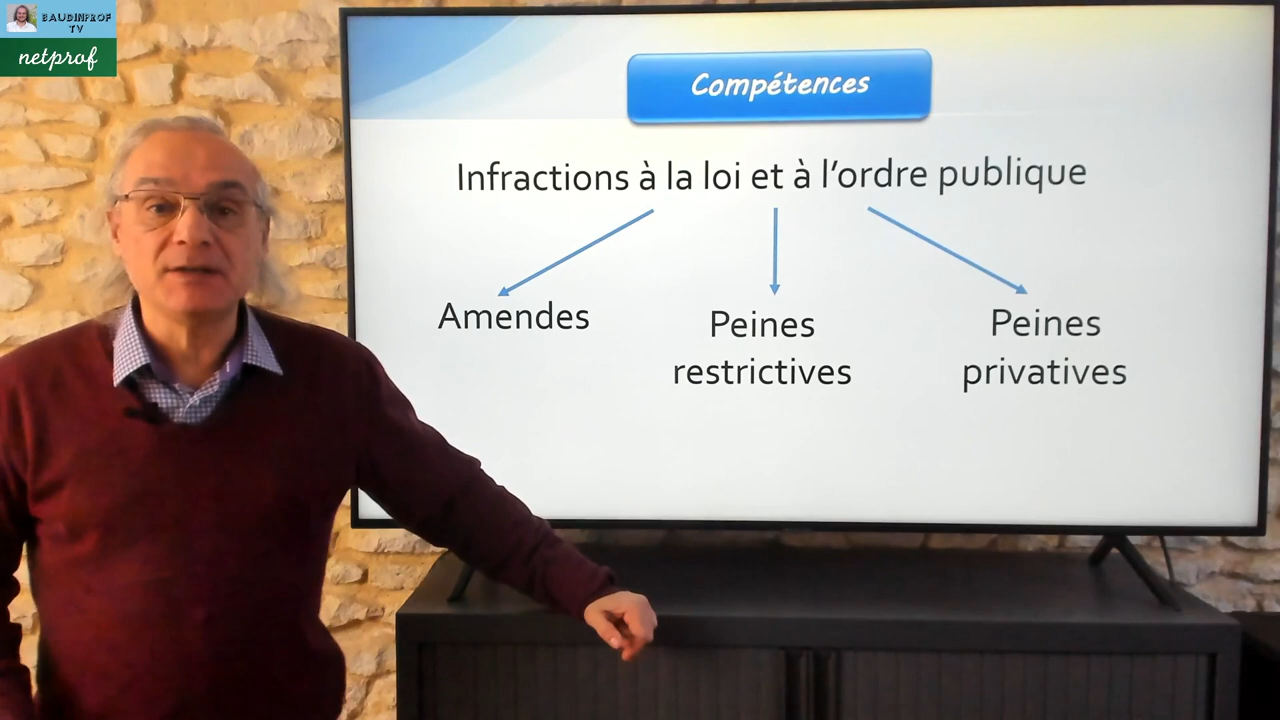 BAUDINPROF
TV
netprof
Compétences
Infractions à la loi et à l'ordre publique
Amendes
Peines
restrictives
Peines
privatives